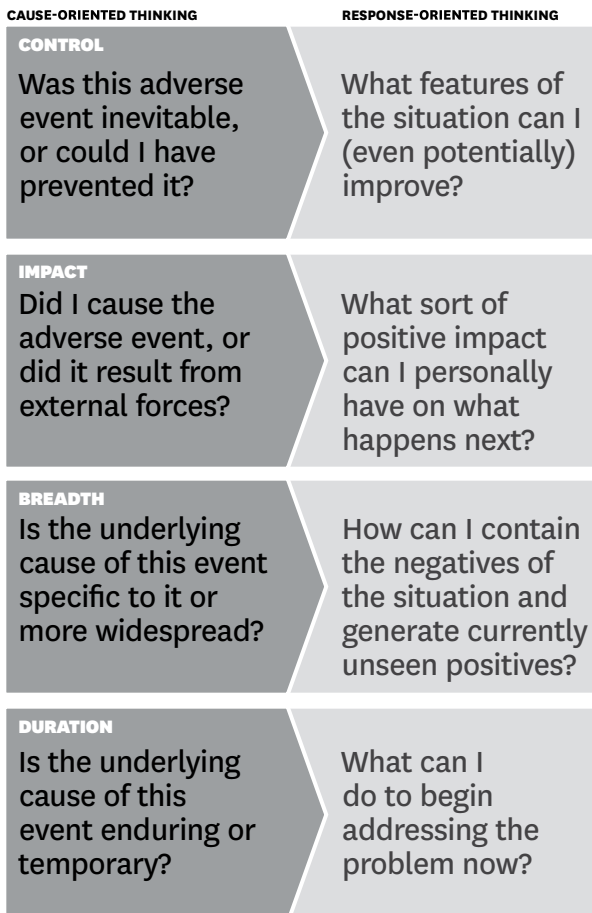 CAUSE-ORIENTED THINKING
RESPONSE-ORIENTED THINKING
CONTROL
Was this adverse
event inevitable,
or could I have
prevented it?
What features of
the situation can I
(even potentially)
improve?
IMPACT
Did I cause the
adverse event, or
did it result from
external forces?
What sort of
positive impact
can I personally
have on what
happens next?
BREADTH
Is the underlying
cause of this event
specific to it or
more widespread?
How can I contain
the negatives of
the situation and
generate currently
unseen positives?
DURATION
Is the underlying
cause of this
event enduring or
temporary?
What can I
do to begin
addressing the
problem now?